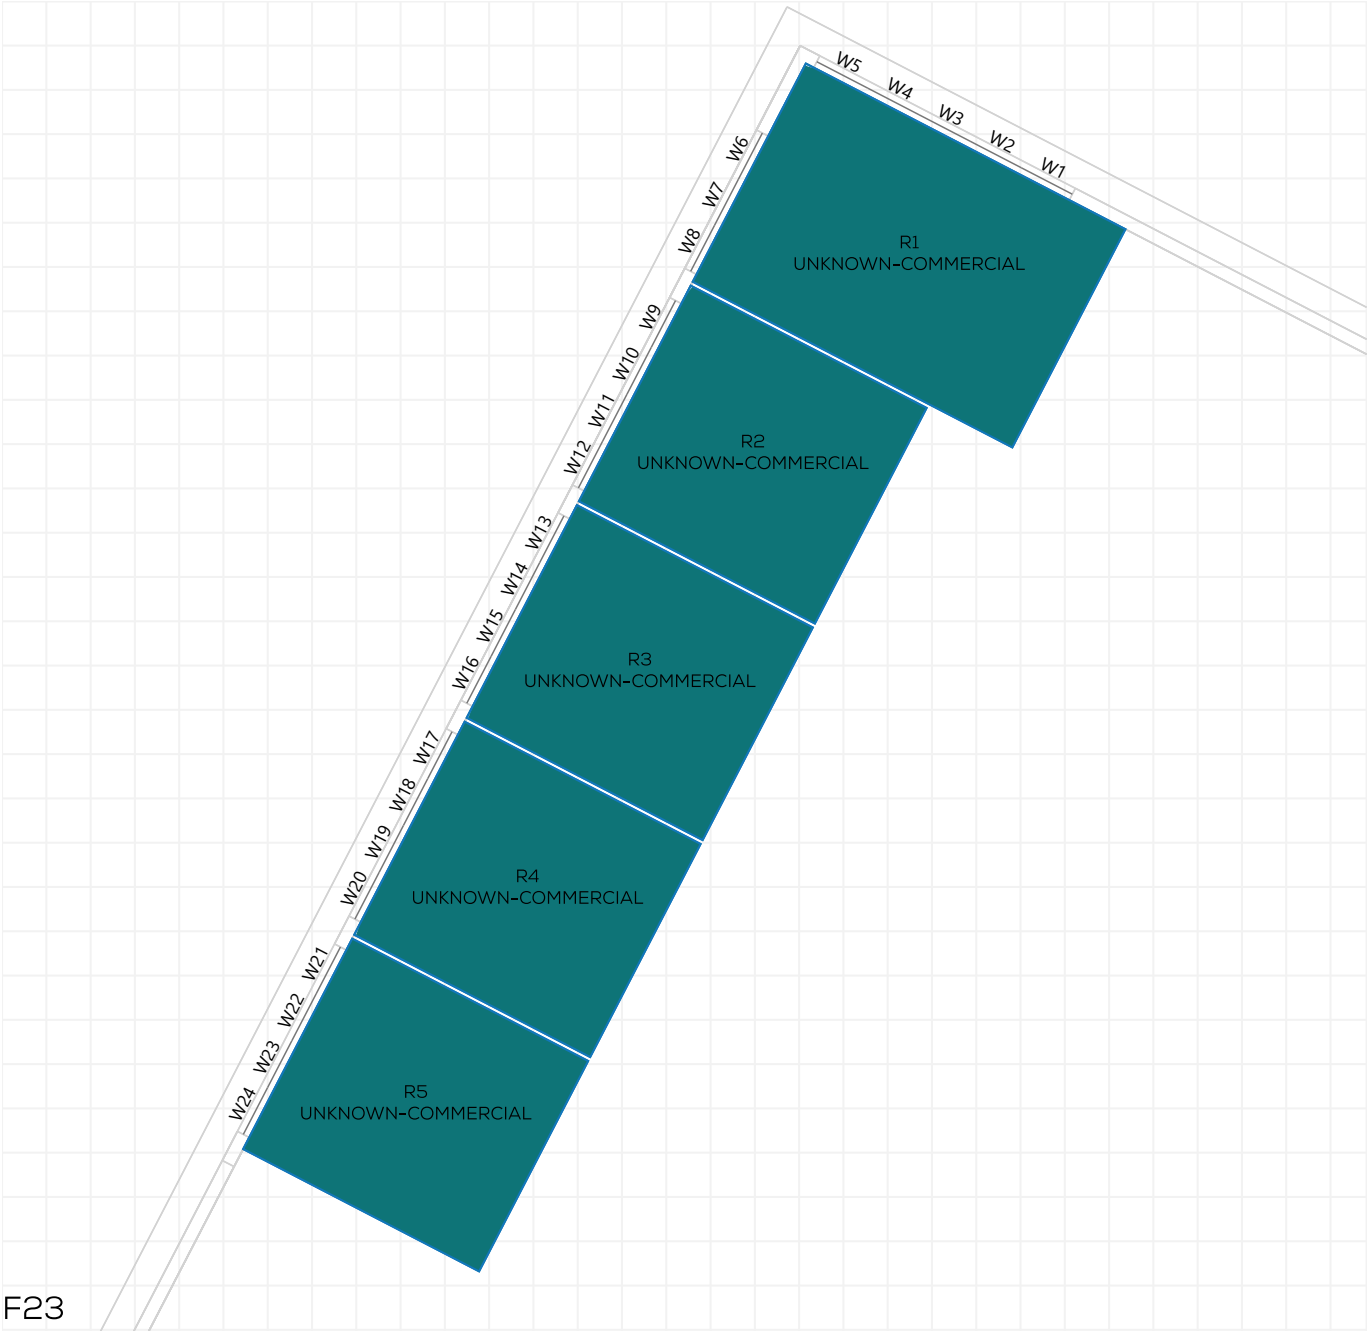 W5
W4
W3
W2
W1
W6
W7
W8
R1
UNKNOWN-COMMERCIAL
W9
W10
W11
W12
R2
UNKNOWN-COMMERCIAL
W13
W14
W15
W16
R3
UNKNOWN-COMMERCIAL
W17
W18
W19
W20
R4
UNKNOWN-COMMERCIAL
W21
W22
W23
W24
R5
UNKNOWN-COMMERCIAL
F23